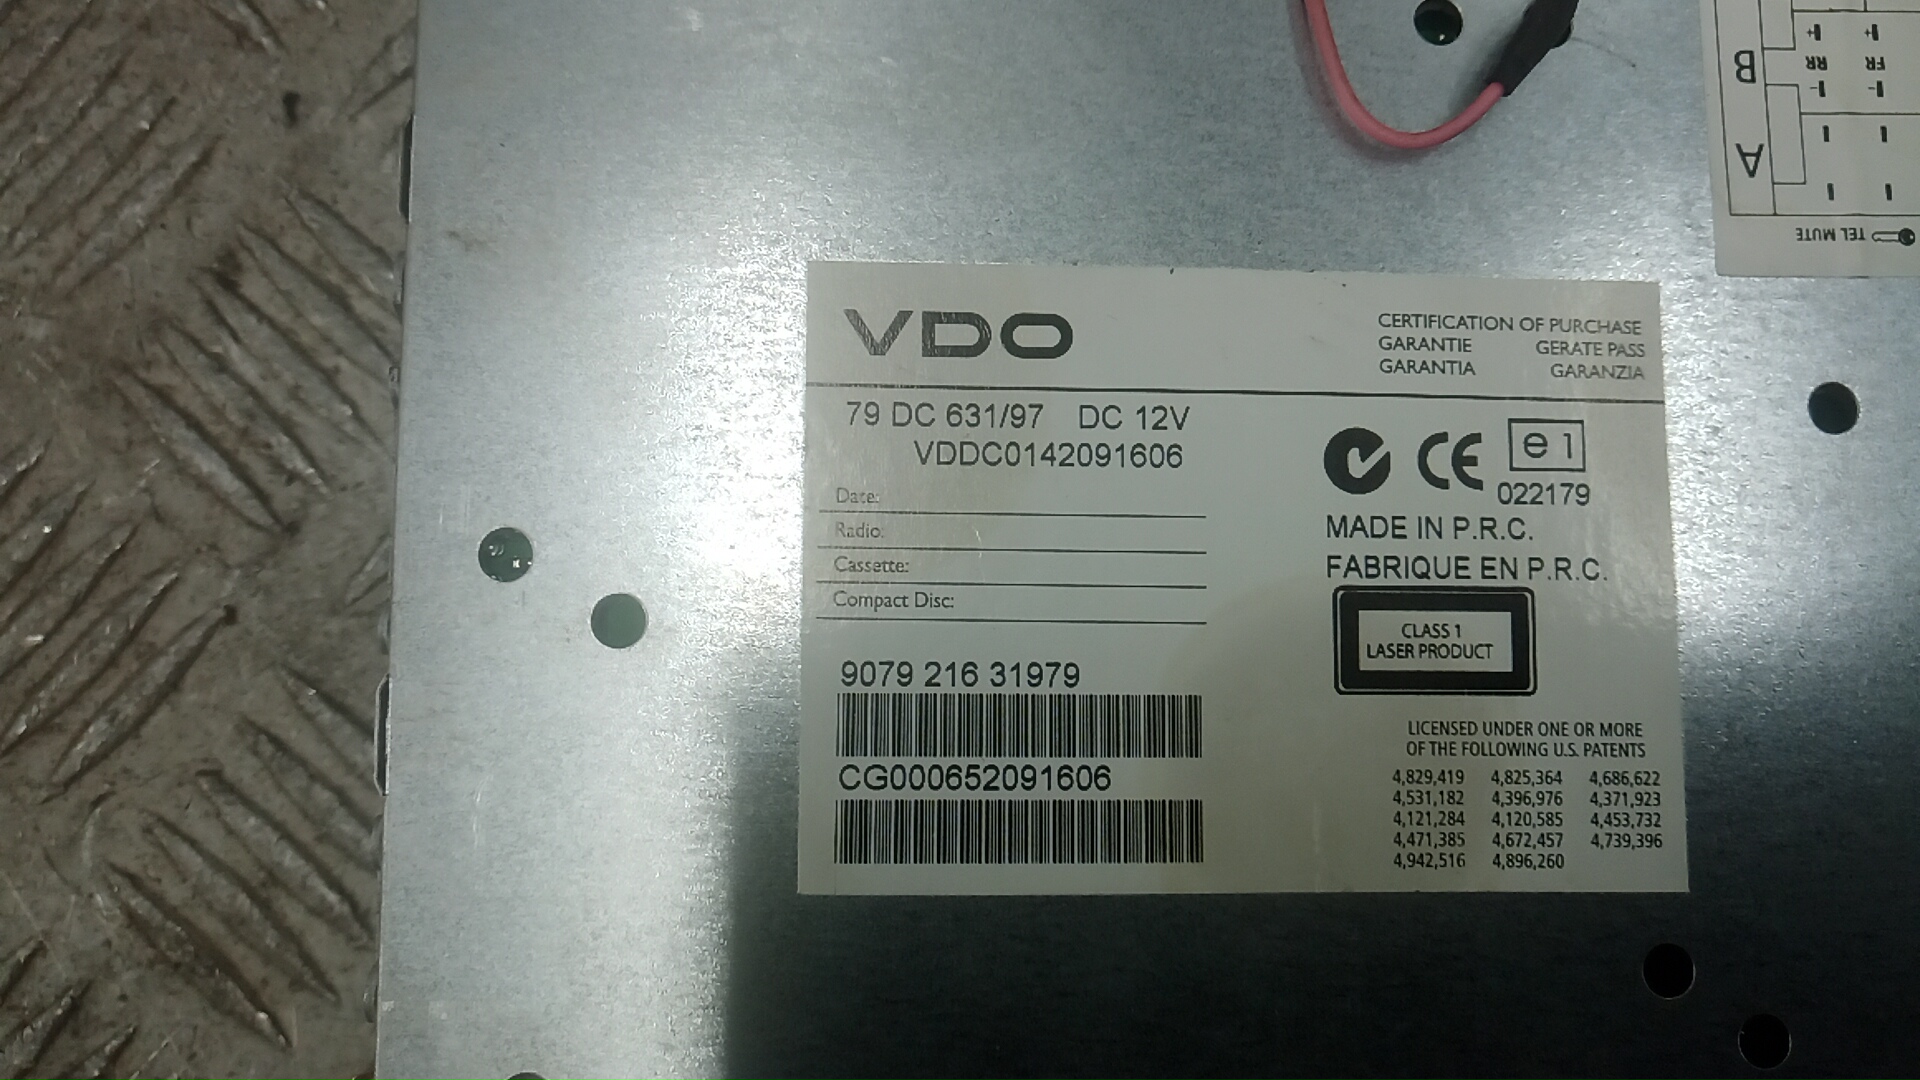 VDO
CERTIFICATION OF PURCHASE
GARANTIE GERATE PASS
GARANTIA GARANZIA
79 DC 631/97 DC 12V
VDDC0142091606
Date:
Radio:
Cassette:
Compact Disc:
9079 216 31979
CG000652091606
CE
e1
022179
MADE IN P.R.C.
FABRIQUE EN P.R.C.
CLASS 1
LASER PRODUCT
LICENSED UNDER ONE OR MORE
OF THE FOLLOWING U.S. PATENTS
4,829,419 4,825,364 4,686,622
4,531,182 4,396,976 4,371,923
4,121,284 4,120,585 4,453,732
4,471,385 4,672,457 4,739,396
4,942,516 4,896,260
TEL MUTE
A
B
- -
FR RR
+ +